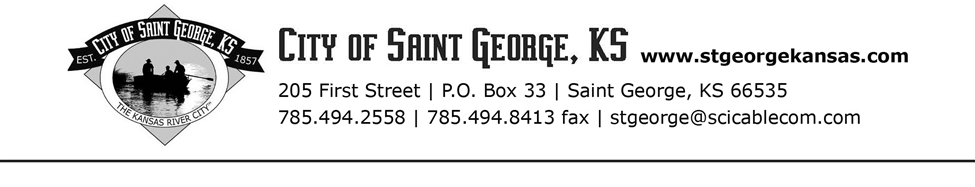 CITY OF SAINT GEORGE, KS
EST. 1857
"THE KANSAS RIVER CITY"
CITY OF SAINT GEORGE, KS www.stgeorgekansas.com
205 First Street | P.O. Box 33 | Saint George, KS 66535
785.494.2558 | 785.494.8413 fax | stgeorge@scicablecom.com